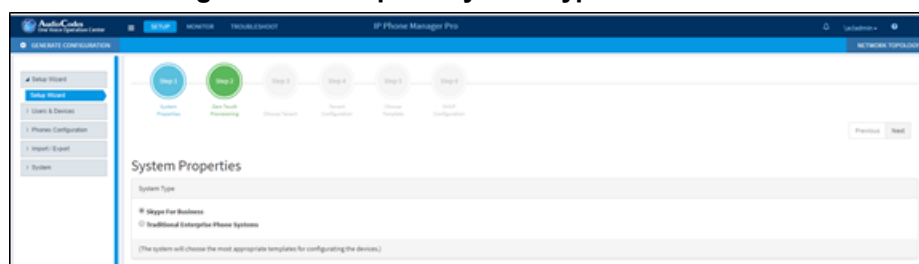 AudioCodes
One Voice Operation Center
SETUP MONITOR TROUBLESHOOT
IP Phone Manager Pro
GENERATE CONFIGURATION
NETWORK TOPOLOGY
Setup Wizard
Setup Wizard
Users & Devices
Phones Configuration
Import / Export
System
Step 1 Step 2 Step 3 Step 4 Step 5 Step 6
System Properties
Zero Touch Provisioning
Choose Tenant
Tenant Configuration
Choose Template
DHCP Configuration
Previous Next
System Properties
System Type
Skype For Business
Traditional Enterprise Phone Systems
(The system will choose the most appropriate templates for configurating the devices.)